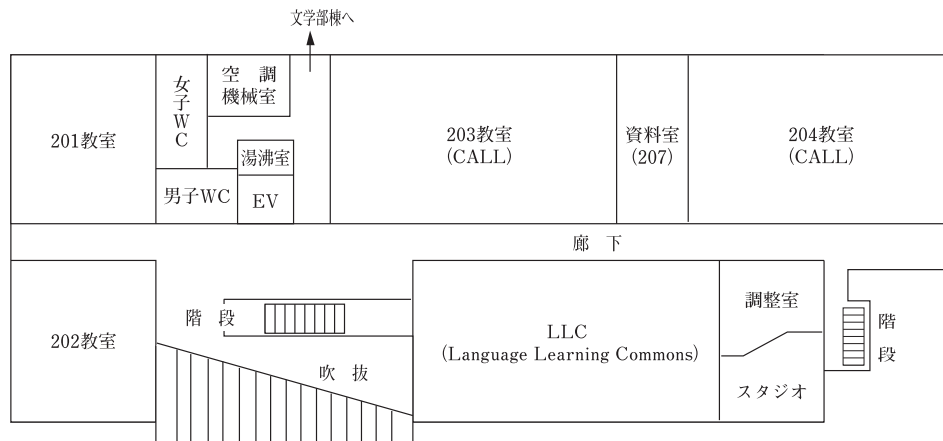 文学部棟へ
201教室
女子WC
空調
機械室
湯沸室
男子WC
EV
203教室
(CALL)
資料室
(207)
204教室
(CALL)
廊下
202教室
階段
吹抜
LLC
(Language Learning Commons)
調整室
スタジオ
階段